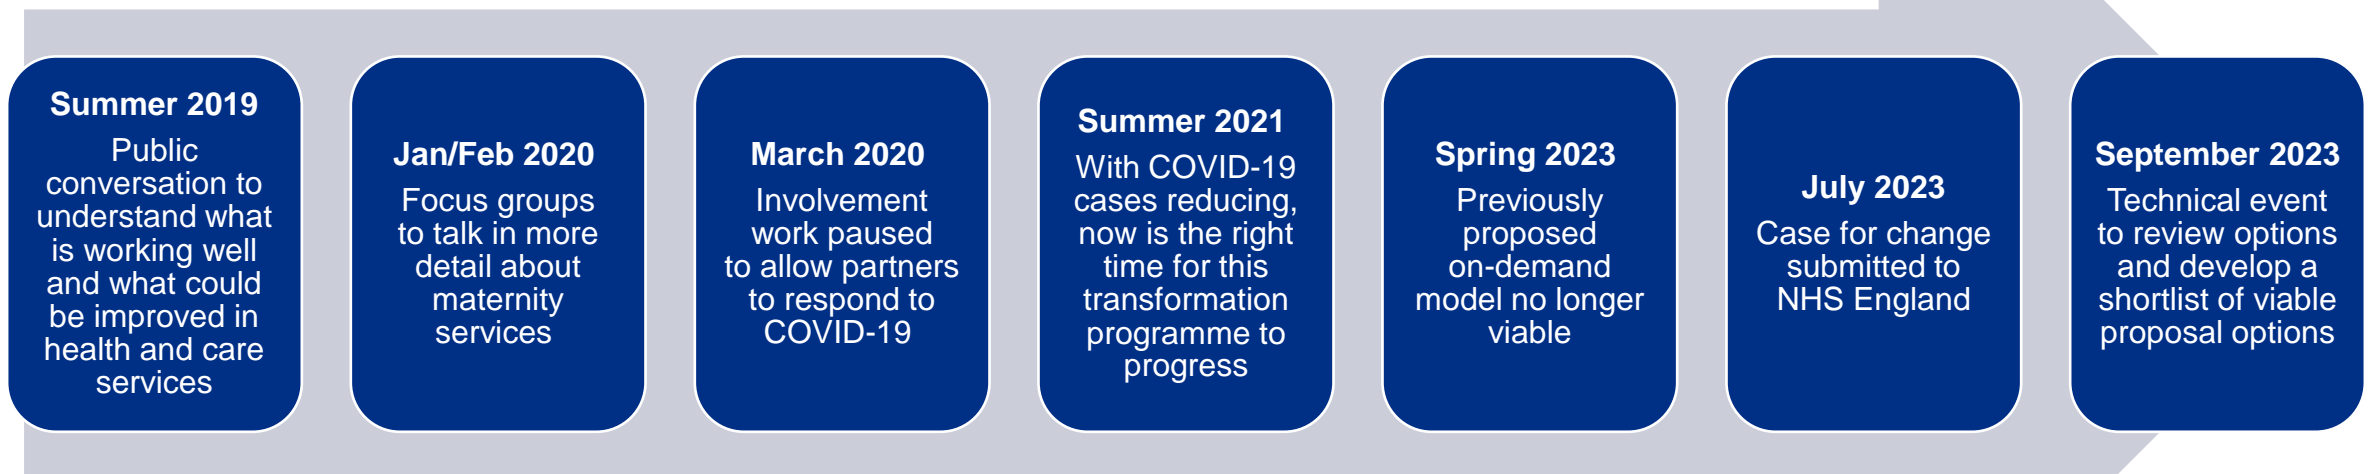 Summer 2019
Public
conversation to
understand what
is working well
and what could
be improved in
health and care
services
Jan/Feb 2020
Focus groups
to talk in more
detail about
maternity
services
March 2020
Involvement
work paused
to allow partners
to respond to
COVID-19
Summer 2021
With COVID-19
cases reducing,
now is the right
time for this
transformation
programme to
progress
Spring 2023
Previously
proposed
on-demand
model no longer
viable
July 2023
Case for change
submitted to
NHS England
September 2023
Technical event
to review options
and develop a
shortlist of viable
proposal options